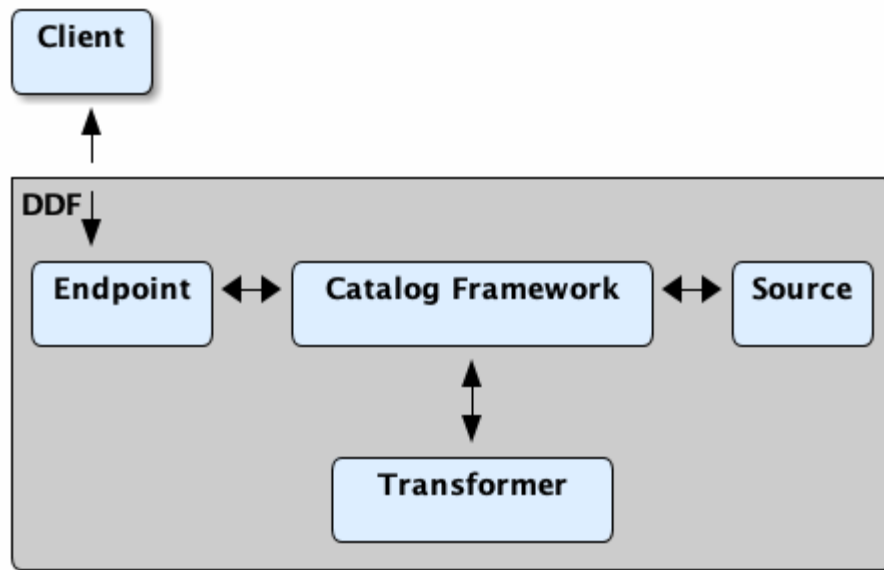 Client
DDF
Endpoint
Catalog Framework
Source
Transformer